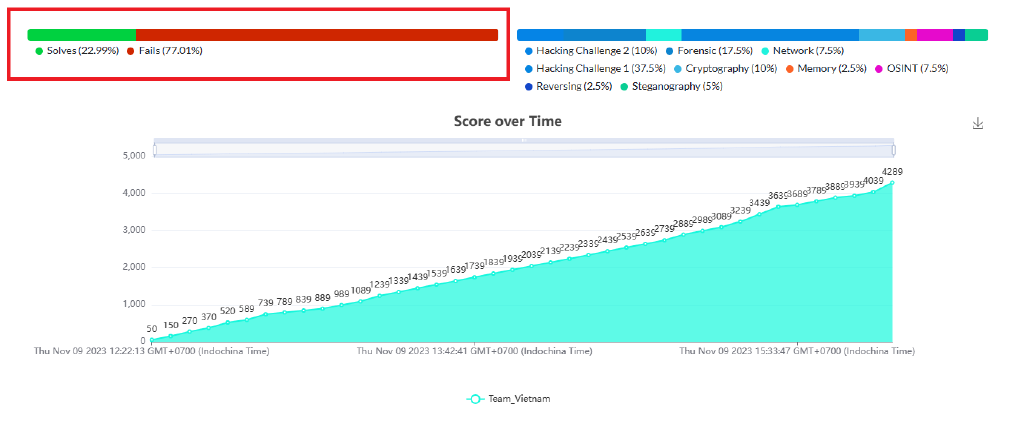 Solves (22.99%) Fails (77.01%)
Hacking Challenge 2 (10%) Forensic (17.5%) Network (7.5%)
Hacking Challenge 1 (37.5%) Cryptography (10%) Memory (2.5%) OSINT (7.5%)
Reversing (2.5%) Steganography (5%)
Score over Time
5,000
4,000
3,000
2,000
1,000
0
50 150 270 370 520 589 739 789 839 889 989 1089 1239 1339 1439 1539 1639 1739 1839 1939 2039 2139 2239 2339 2439 2539 2639 2739 2889 2989 3089 3239 3439 3639 3689 3789 3889 3939 4039 4289
Thu Nov 09 2023 12:22:13 GMT+0700 (Indochina Time) Thu Nov 09 2023 13:42:41 GMT+0700 (Indochina Time) Thu Nov 09 2023 15:33:47 GMT+0700 (Indochina Time)
Team_Vietnam